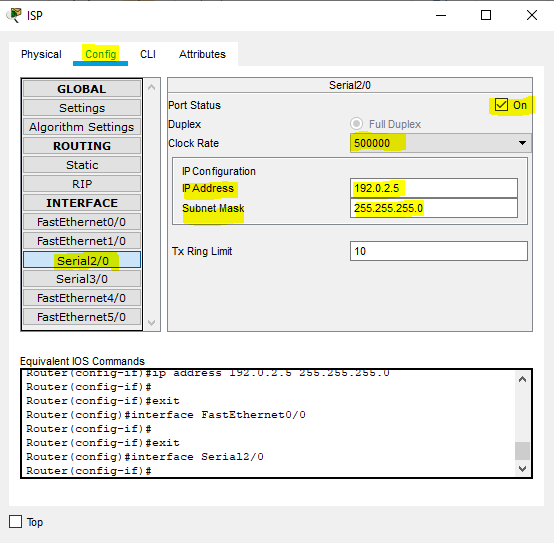 ISP
Physical Config CLI Attributes
GLOBAL
Settings
Algorithm Settings
ROUTING
Static
RIP
INTERFACE
FastEthernet0/0
FastEthernet1/0
Serial2/0
Serial3/0
FastEthernet4/0
FastEthernet5/0
Serial2/0
Port Status On
Duplex Full Duplex
Clock Rate 500000
IP Configuration
IP Address 192.0.2.5
Subnet Mask 255.255.255.0
Tx Ring Limit 10
Equivalent IOS Commands
Router(config-if)#ip address 192.0.2.5 255.255.255.0
Router(config-if)#
Router(config-if)#exit
Router(config)#interface FastEthernet0/0
Router(config-if)#
Router(config-if)#exit
Router(config)#interface Serial2/0
Router(config-if)#
Top